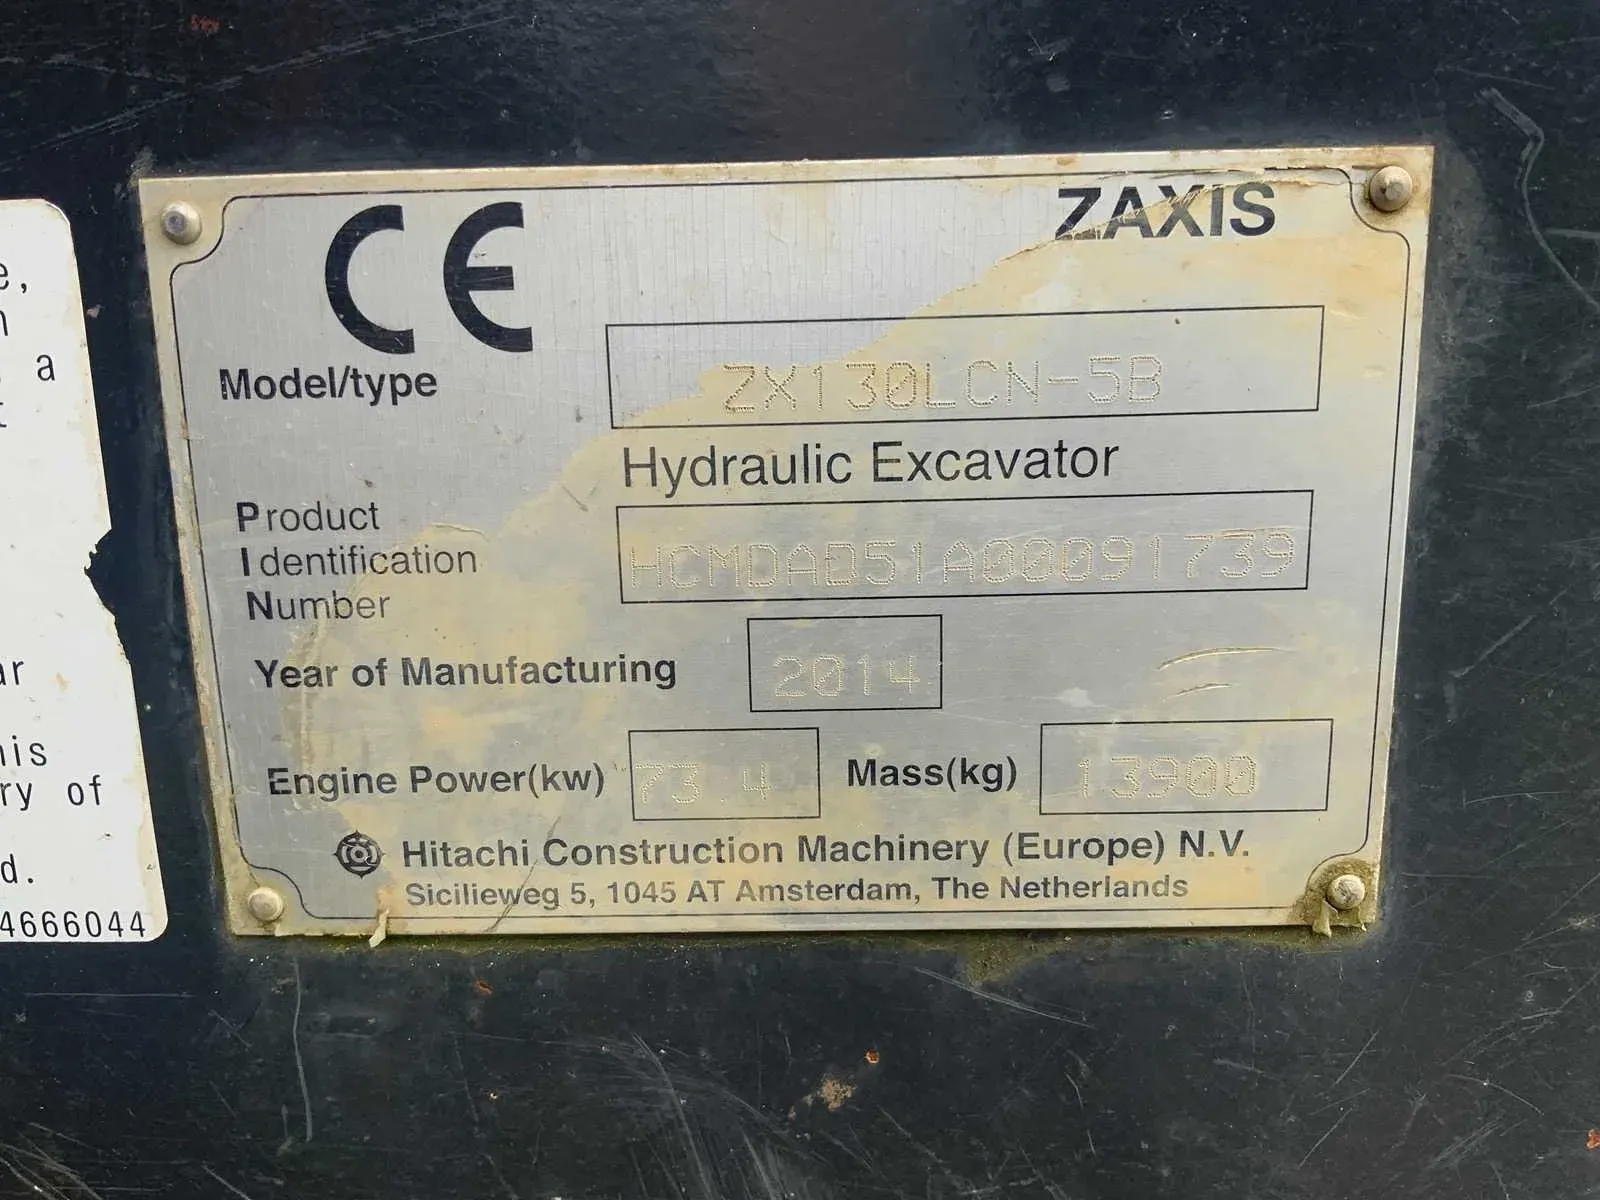 e,
n
a
t
ar
his
ry of
d.
4666044
CE
ZAXIS
Model/type
ZX130LCN-5B
Hydraulic Excavator
Product
Identification
Number
HCMDAD51A00091739
Year of Manufacturing 2014
Engine Power(kw) 73.4 Mass(kg) 13900
Hitachi Construction Machinery (Europe) N.V.
Sicilieweg 5, 1045 AT Amsterdam, The Netherlands